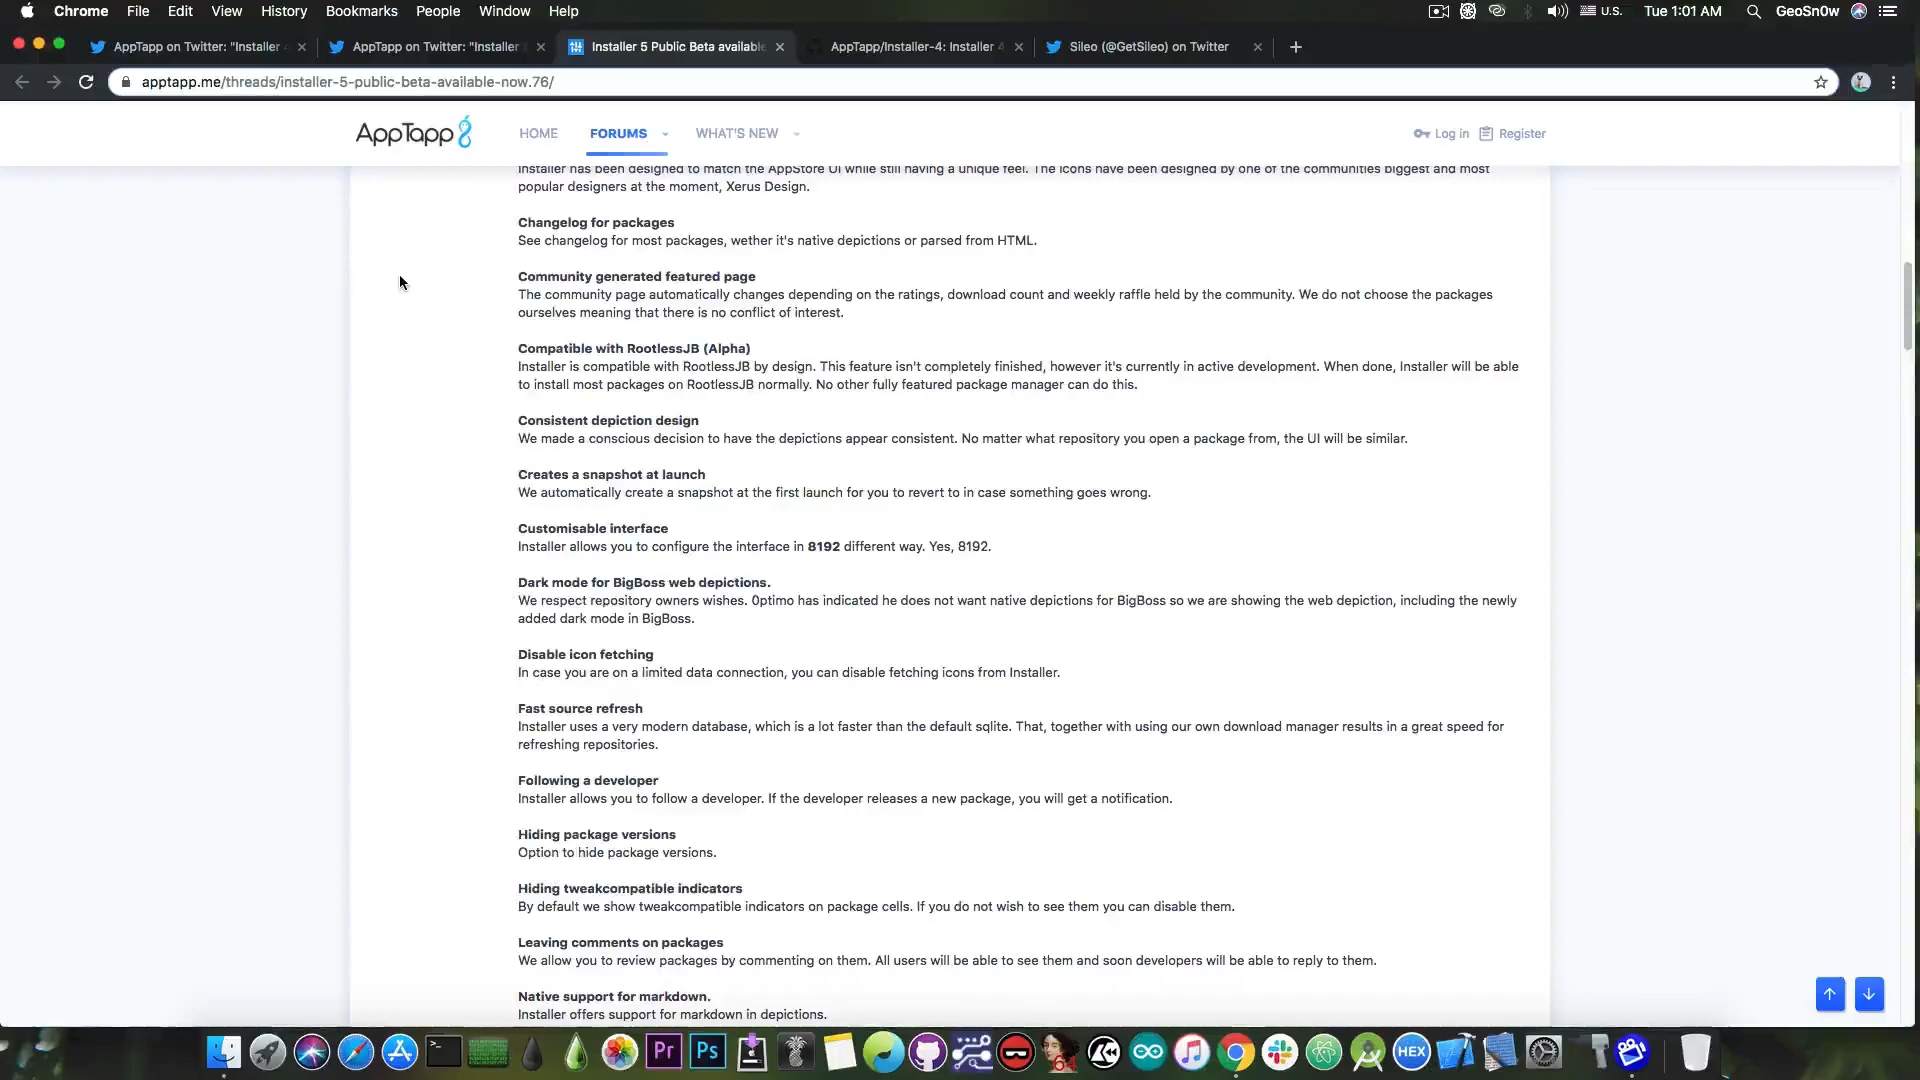 Chrome File Edit View History Bookmarks People Window Help U.S. Tue 1:01 AM GeoSn0w
AppTapp on Twitter: "Installer AppTapp on Twitter: "Installer Installer 5 Public Beta available AppTapp/Installer-4: Installer 4 Sileo (@GetSileo) on Twitter
apptapp.me/threads/installer-5-public-beta-available-now.76/
AppTapp HOME FORUMS WHAT'S NEW Log in Register
Installer has been designed to match the AppStore UI while still having a unique feel. The icons have been designed by one of the communities biggest and most
popular designers at the moment, Xerus Design.
Changelog for packages
See changelog for most packages, wether it's native depictions or parsed from HTML.
Community generated featured page
The community page automatically changes depending on the ratings, download count and weekly raffle held by the community. We do not choose the packages
ourselves meaning that there is no conflict of interest.
Compatible with RootlessJB (Alpha)
Installer is compatible with RootlessJB by design. This feature isn't completely finished, however it's currently in active development. When done, Installer will be able
to install most packages on RootlessJB normally. No other fully featured package manager can do this.
Consistent depiction design
We made a conscious decision to have the depictions appear consistent. No matter what repository you open a package from, the UI will be similar.
Creates a snapshot at launch
We automatically create a snapshot at the first launch for you to revert to in case something goes wrong.
Customisable interface
Installer allows you to configure the interface in 8192 different way. Yes, 8192.
Dark mode for BigBoss web depictions.
We respect repository owners wishes. 0ptimo has indicated he does not want native depictions for BigBoss so we are showing the web depiction, including the newly
added dark mode in BigBoss.
Disable icon fetching
In case you are on a limited data connection, you can disable fetching icons from Installer.
Fast source refresh
Installer uses a very modern database, which is a lot faster than the default sqlite. That, together with using our own download manager results in a great speed for
refreshing repositories.
Following a developer
Installer allows you to follow a developer. If the developer releases a new package, you will get a notification.
Hiding package versions
Option to hide package versions.
Hiding tweakcompatible indicators
By default we show tweakcompatible indicators on package cells. If you do not wish to see them you can disable them.
Leaving comments on packages
We allow you to review packages by commenting on them. All users will be able to see them and soon developers will be able to reply to them.
Native support for markdown.
Installer offers support for markdown in depictions.
Pr Ps 64 HEX